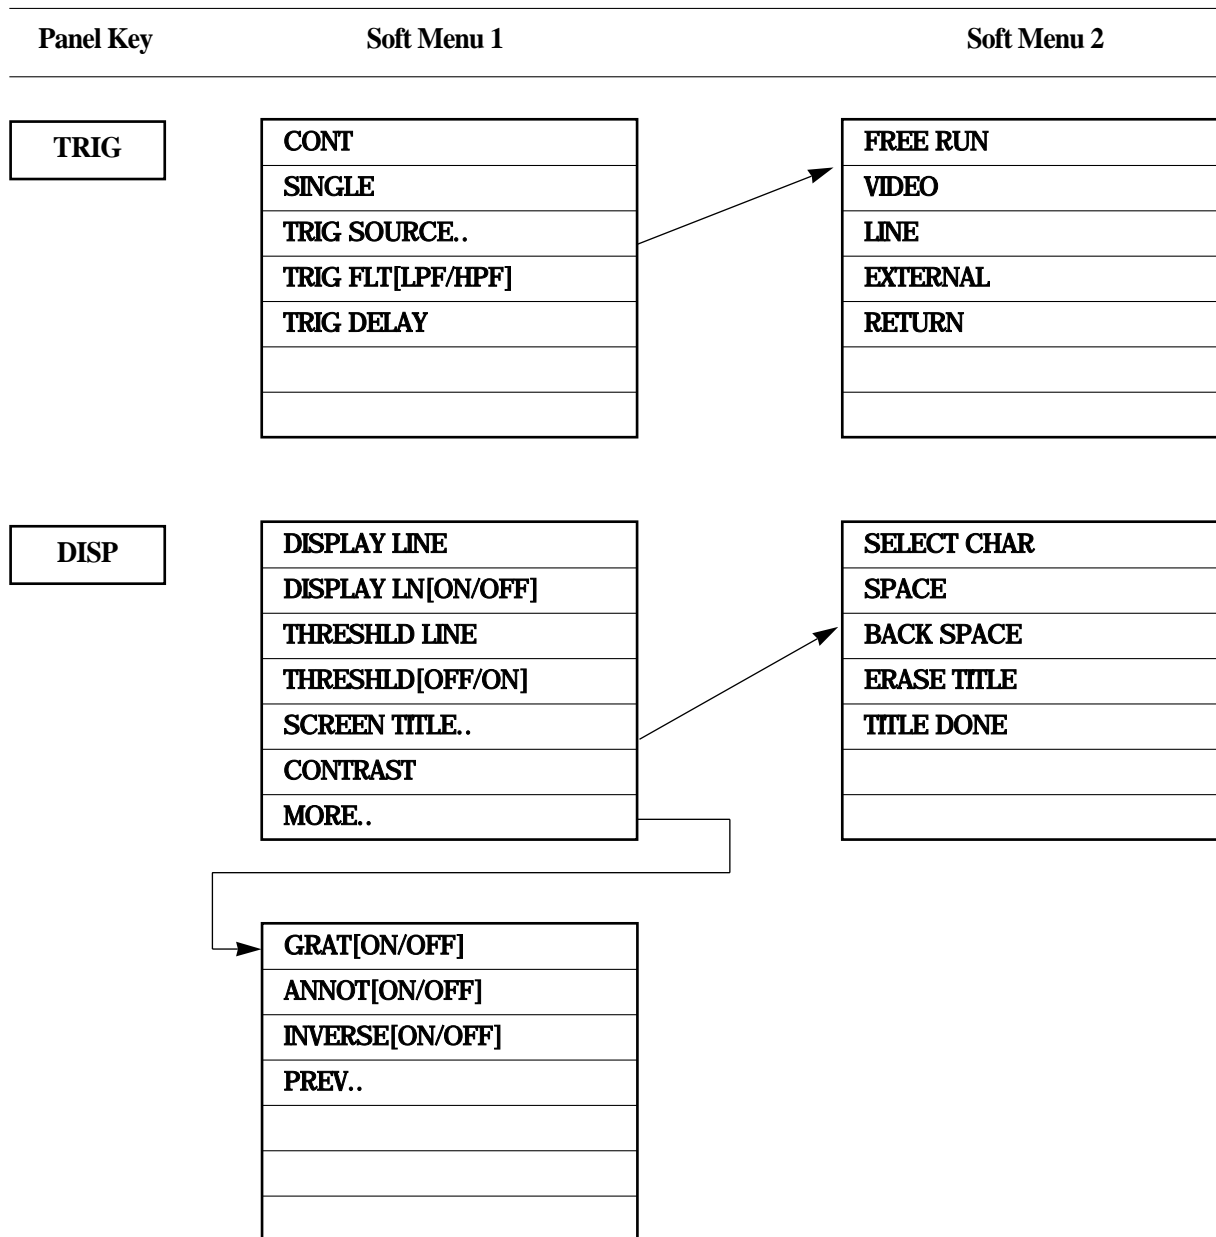 Panel Key Soft Menu 1 Soft Menu 2
TRIG
CONT
SINGLE
TRIG SOURCE..
TRIG FLT[LPF/HPF]
TRIG DELAY
FREE RUN
VIDEO
LINE
EXTERNAL
RETURN
DISP
DISPLAY LINE
DISPLAY LN[ON/OFF]
THRESHLD LINE
THRESHLD[OFF/ON]
SCREEN TITLE..
CONTRAST
MORE..
SELECT CHAR
SPACE
BACK SPACE
ERASE TITLE
TITLE DONE
GRAT[ON/OFF]
ANNOT[ON/OFF]
INVERSE[ON/OFF]
PREV..